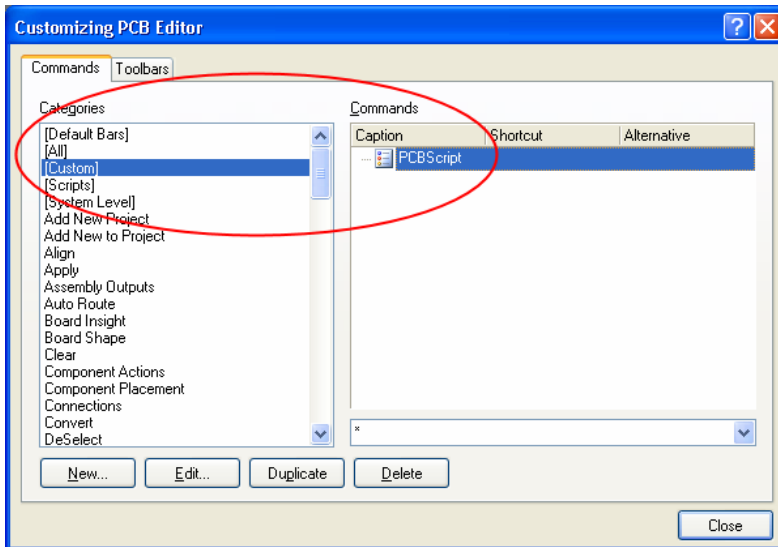 Customizing PCB Editor
Commands Toolbars
Categories
[Default Bars]
[All]
[Custom]
[Scripts]
[System Level]
Add New Project
Add New to Project
Align
Apply
Assembly Outputs
Auto Route
Board Insight
Board Shape
Clear
Component Actions
Component Placement
Connections
Convert
DeSelect
Commands
Caption Shortcut Alternative
PCBScript
*
New... Edit... Duplicate Delete
Close